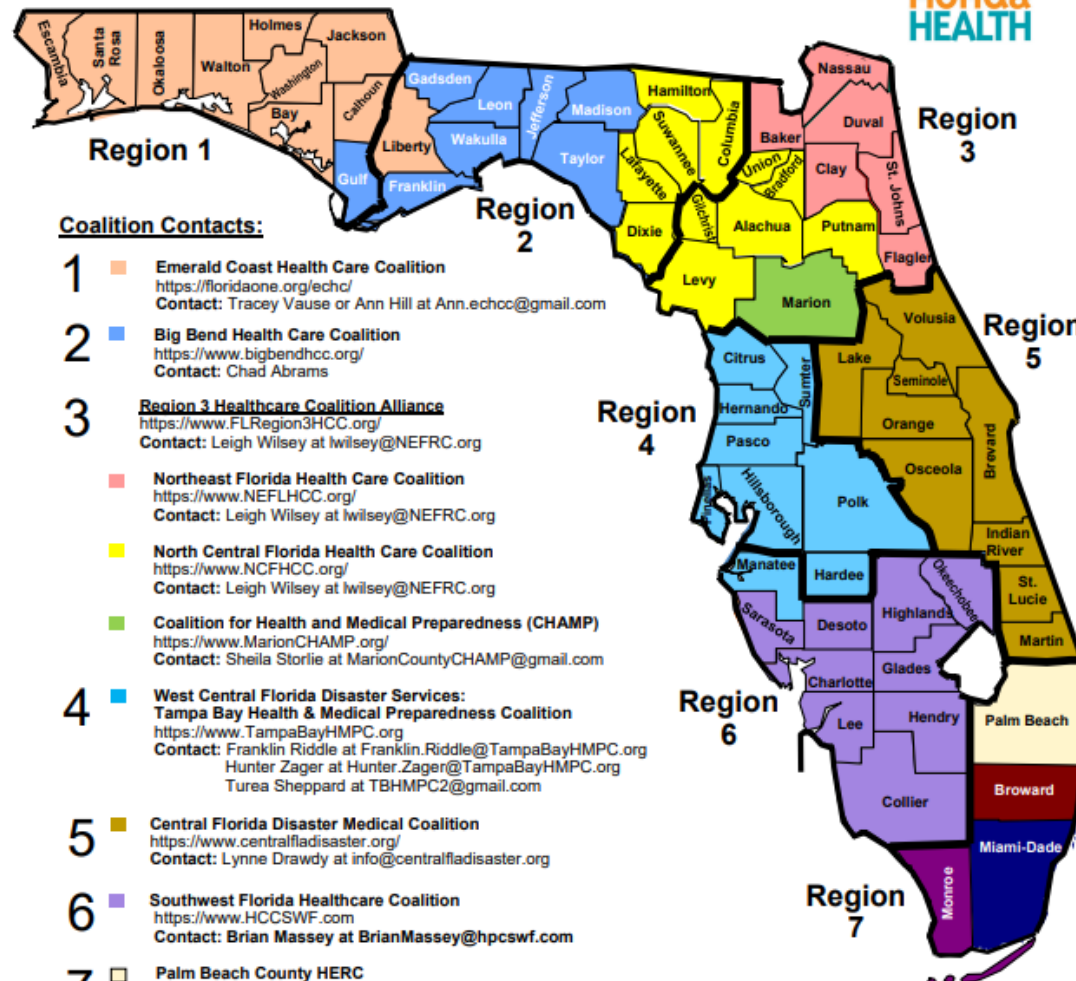 Florida
HEALTH
Holmes
Jackson
Escambia
Santa
Rosa
Okaloosa
Walton
Washington
Bay
Calhoun
Liberty
Gulf
Gadsden
Leon
Jefferson
Madison
Wakulla
Taylor
Franklin
Hamilton
Suwannee
Columbia
Lafayette
Dixie
Gilchrist
Levy
Alachua
Union
Bradford
Putnam
Marion
Nassau
Duval
Baker
Clay
St. Johns
Flagler
Region 1
Region
2
Region
3
Coalition Contacts:
1
Emerald Coast Health Care Coalition
https://floridaone.org/echc/
Contact: Tracey Vause or Ann Hill at Ann.echcc@gmail.com
2
Big Bend Health Care Coalition
https://www.bigbendhcc.org/
Contact: Chad Abrams
3
Region 3 Healthcare Coalition Alliance
https://www.FLRegion3HCC.org/
Contact: Leigh Wilsey at lwilsey@NEFRC.org
Northeast Florida Health Care Coalition
https://www.NEFLHCC.org/
Contact: Leigh Wilsey at lwilsey@NEFRC.org
North Central Florida Health Care Coalition
https://www.NCFHCC.org/
Contact: Leigh Wilsey at lwilsey@NEFRC.org
Coalition for Health and Medical Preparedness (CHAMP)
https://www.MarionCHAMP.org/
Contact: Sheila Storlie at MarionCountyCHAMP@gmail.com
4
West Central Florida Disaster Services:
Tampa Bay Health & Medical Preparedness Coalition
https://www.TampaBayHMPC.org
Contact: Franklin Riddle at Franklin.Riddle@TampaBayHMPC.org
Hunter Zager at Hunter.Zager@TampaBayHMPC.org
Turea Sheppard at TBHMPC2@gmail.com
5
Central Florida Disaster Medical Coalition
https://www.centralfladisaster.org/
Contact: Lynne Drawdy at info@centralfladisaster.org
6
Southwest Florida Healthcare Coalition
https://www.HCCSWF.com
Contact: Brian Massey at BrianMassey@hpcswf.com
7
Palm Beach County HERC
Region
4
Citrus
Sumter
Hernando
Pasco
Pinellas
Hillsborough
Polk
Manatee
Hardee
Region
5
Volusia
Lake
Seminole
Orange
Osceola
Brevard
Indian
River
St.
Lucie
Martin
Region
6
Sarasota
Desoto
Highlands
Okeechobee
Charlotte
Glades
Lee
Hendry
Collier
Region
7
Palm Beach
Broward
Miami-Dade
Monroe